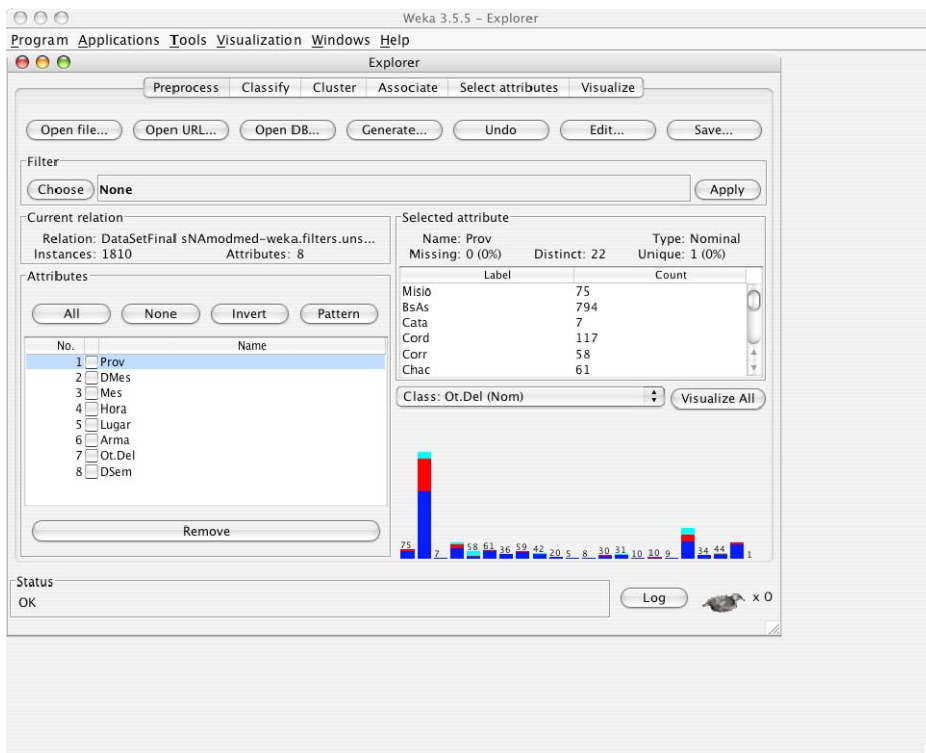 Weka 3.5.5 – Explorer
Program Applications Tools Visualization Windows Help
Explorer
Preprocess Classify Cluster Associate Select attributes Visualize
Open file... Open URL... Open DB... Generate... Undo Edit... Save...
Filter
Choose None Apply
Current relation
Relation: DataSetFinal sNAmodmed-weka.filters.uns...
Instances: 1810 Attributes: 8
Attributes
All None Invert Pattern
No. Name
1 Prov
2 DMes
3 Mes
4 Hora
5 Lugar
6 Arma
7 Ot.Del
8 DSem
Remove
Selected attribute
Name: Prov Type: Nominal
Missing: 0 (0%) Distinct: 22 Unique: 1 (0%)
Label Count
Misio 75
BsAs 794
Cata 7
Cord 117
Corr 58
Chac 61
Class: Ot.Del (Nom) Visualize All
75 7 58 61 36 59 42 20 5 8 30 31 10 10 9 34 44 1
Status
OK Log x 0